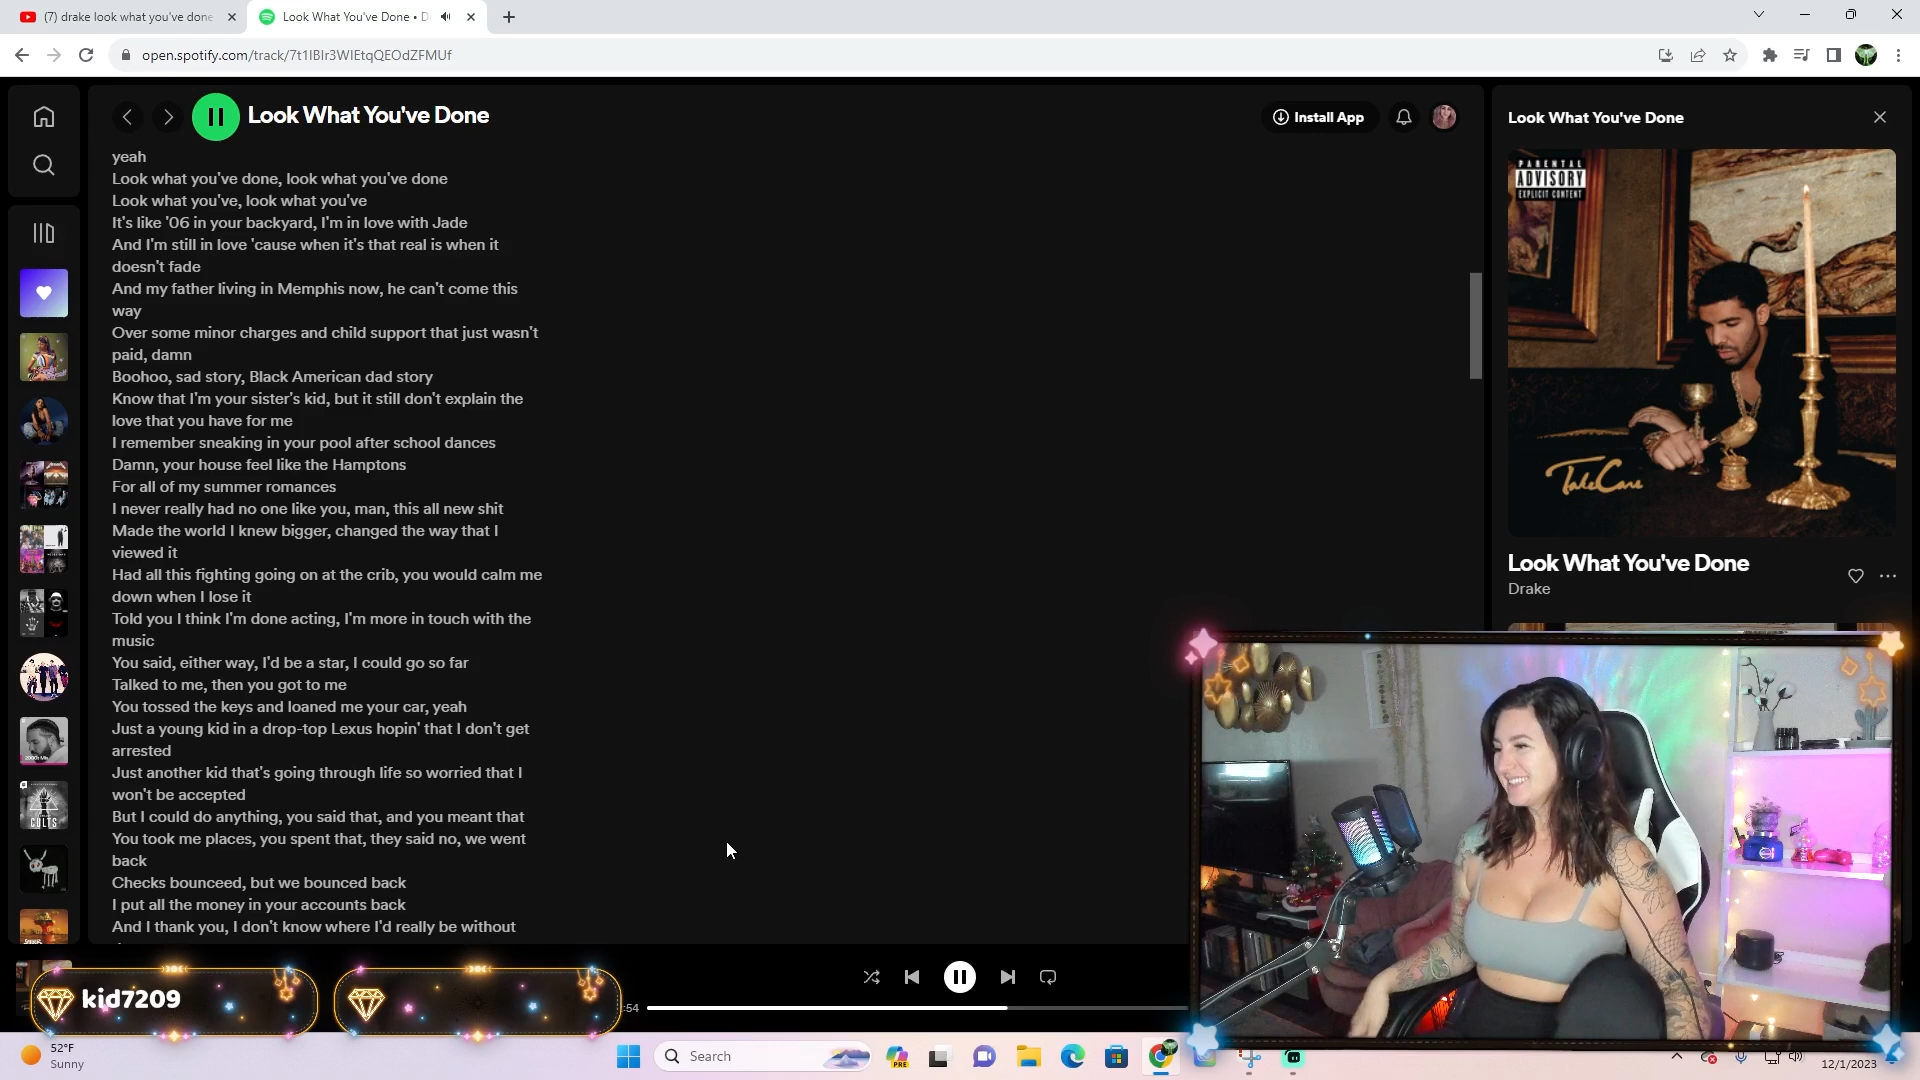 (7) drake look what you've done
Look What You've Done • D
open.spotify.com/track/7t1IBIr3WIEtqQEOdZFMUf
Look What You've Done
Install App
yeah
Look what you've done, look what you've done
Look what you've, look what you've
It's like '06 in your backyard, I'm in love with Jade
And I'm still in love 'cause when it's that real is when it
doesn't fade
And my father living in Memphis now, he can't come this
way
Over some minor charges and child support that just wasn't
paid, damn
Boohoo, sad story, Black American dad story
Know that I'm your sister's kid, but it still don't explain the
love that you have for me
I remember sneaking in your pool after school dances
Damn, your house feel like the Hamptons
For all of my summer romances
I never really had no one like you, man, this all new shit
Made the world I knew bigger, changed the way that I
viewed it
Had all this fighting going on at the crib, you would calm me
down when I lose it
Told you I think I'm done acting, I'm more in touch with the
music
You said, either way, I'd be a star, I could go so far
Talked to me, then you got to me
You tossed the keys and loaned me your car, yeah
Just a young kid in a drop-top Lexus hopin' that I don't get
arrested
Just another kid that's going through life so worried that I
won't be accepted
But I could do anything, you said that, and you meant that
You took me places, you spent that, they said no, we went
back
Checks bounceed, but we bounced back
I put all the money in your accounts back
And I thank you, I don't know where I'd really be without
Look What You've Done
PARENTAL
ADVISORY
EXPLICIT CONTENT
TakeCare
Look What You've Done
Drake
CULTS
kid7209
:54
52°F
Sunny
Search
PRE
12/1/2023